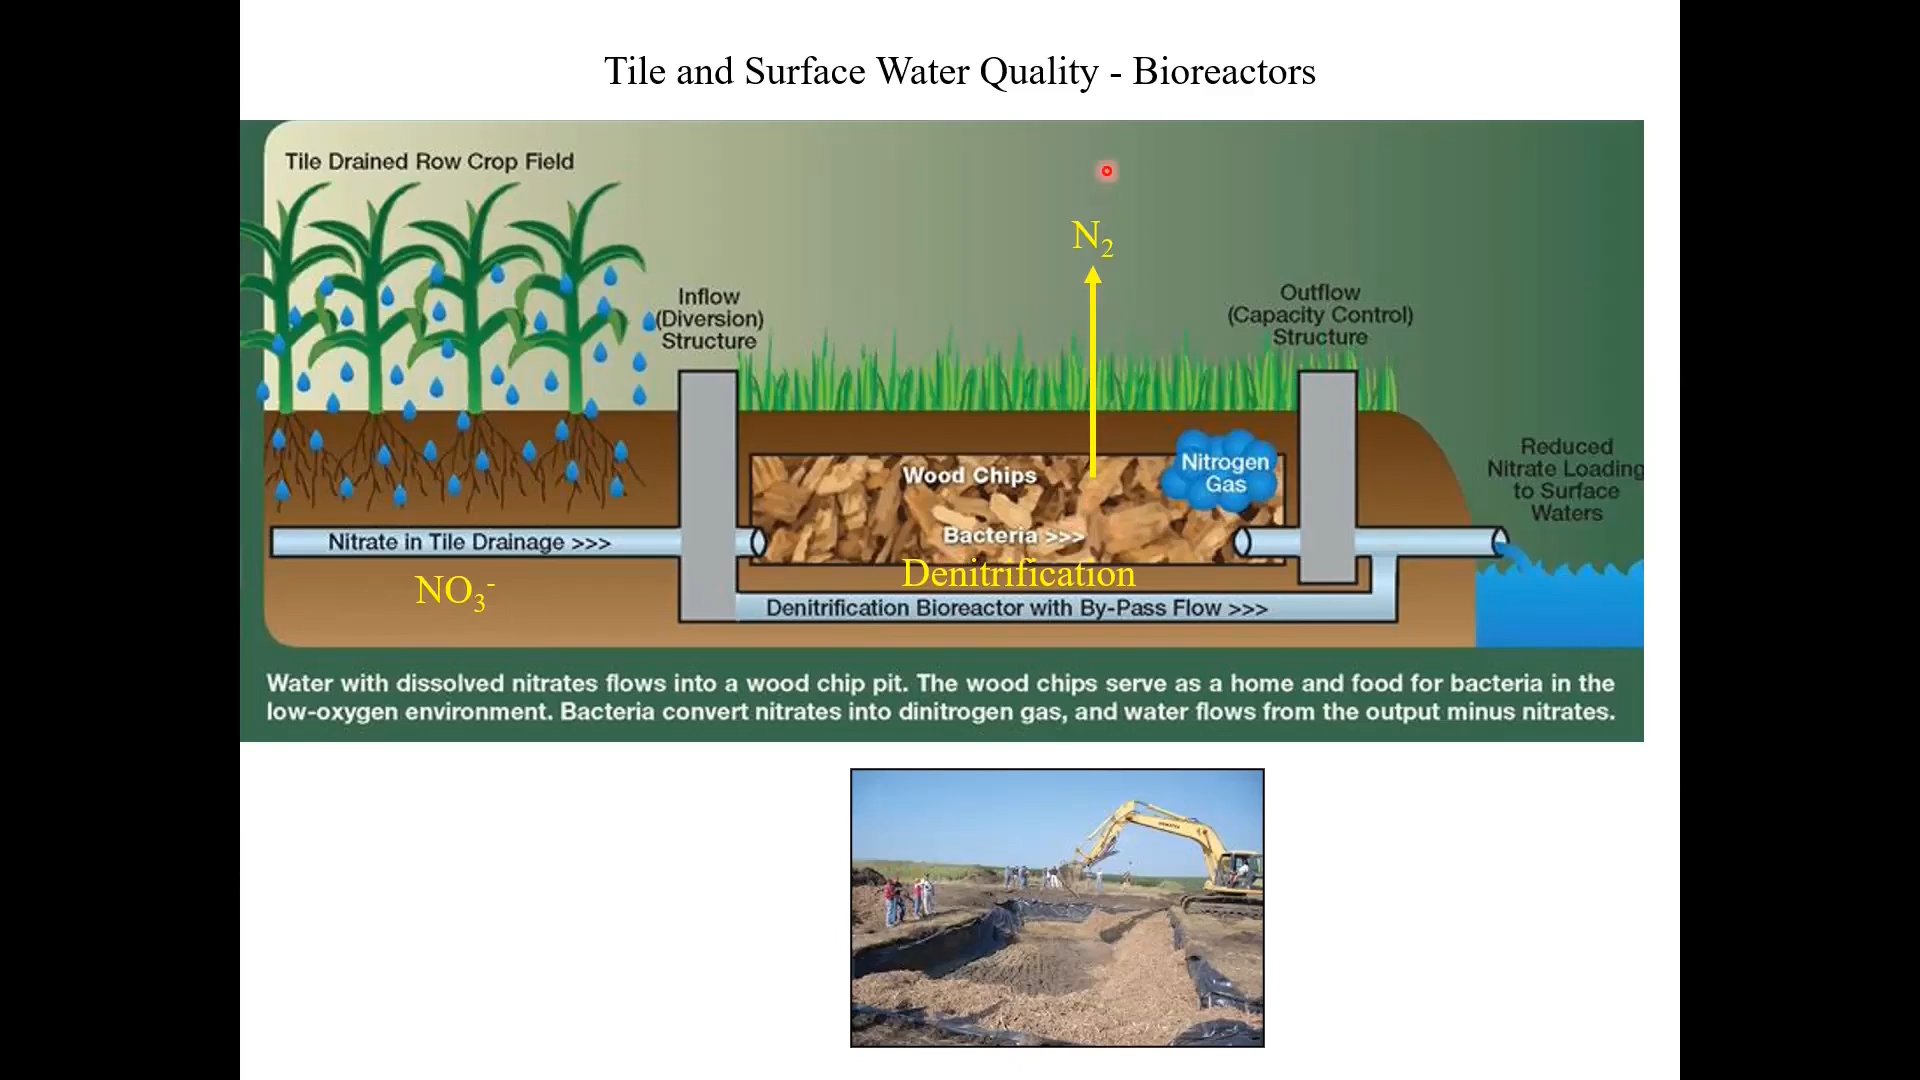 Tile and Surface Water Quality - Bioreactors
Tile Drained Row Crop Field
N2
Inflow
(Diversion)
Structure
Outflow
(Capacity Control)
Structure
Reduced
Nitrate Loading
to Surface
Waters
Wood Chips
Nitrogen
Gas
Nitrate in Tile Drainage >>>
Bacteria >>>
NO3-
Denitrification
Denitrification Bioreactor with By-Pass Flow >>>
Water with dissolved nitrates flows into a wood chip pit. The wood chips serve as a home and food for bacteria in the
low-oxygen environment. Bacteria convert nitrates into dinitrogen gas, and water flows from the output minus nitrates.
KOMATSU